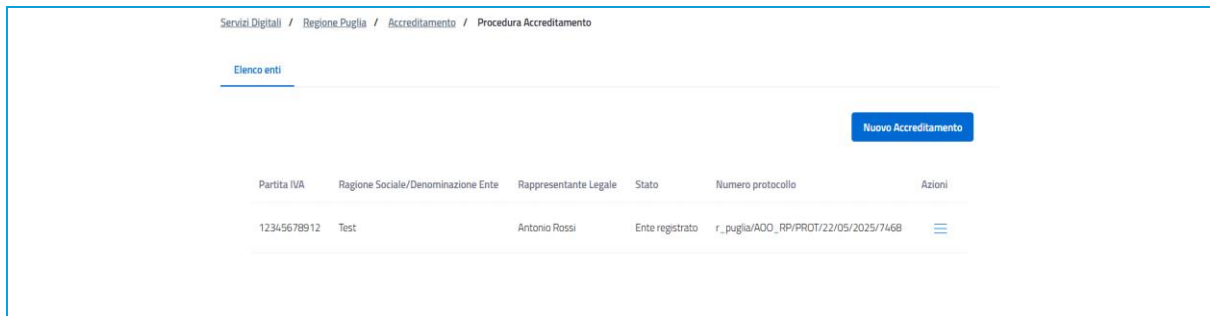 Servizi Digitali / Regione Puglia / Accreditamento / Procedura Accreditamento
Elenco enti
Nuovo Accreditamento
Partita IVA Ragione Sociale/Denominazione Ente Rappresentante Legale Stato Numero protocollo Azioni
12345678912 Test Antonio Rossi Ente registrato r_puglia/AOO_RP/PROT/22/05/2025/7468